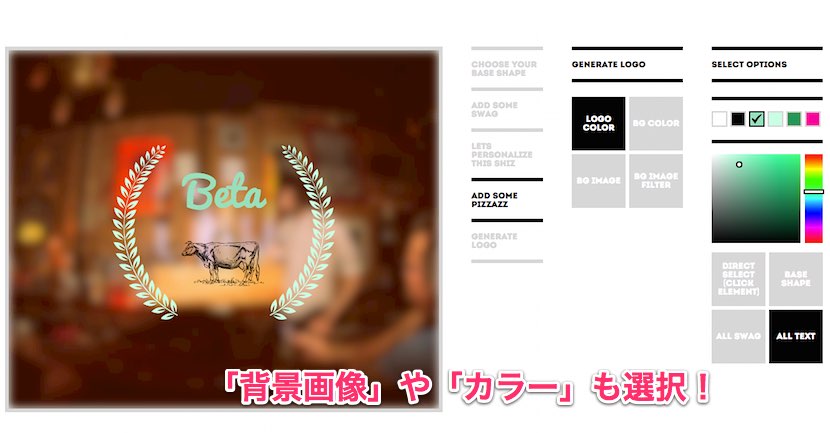 Beta
CHOOSE YOUR
BASE SHAPE
ADD SOME
SWAG
LETS
PERSONALIZE
THIS SHIZ
ADD SOME
PIZZAZZ
GENERATE
LOGO
GENERATE LOGO
LOGO
COLOR
BG COLOR
BG IMAGE
BG IMAGE
FILTER
SELECT OPTIONS
DIRECT
SELECT
(CLICK
ELEMENT)
BASE
SHAPE
ALL SWAG
ALL TEXT
「背景画像」や「カラー」も選択！